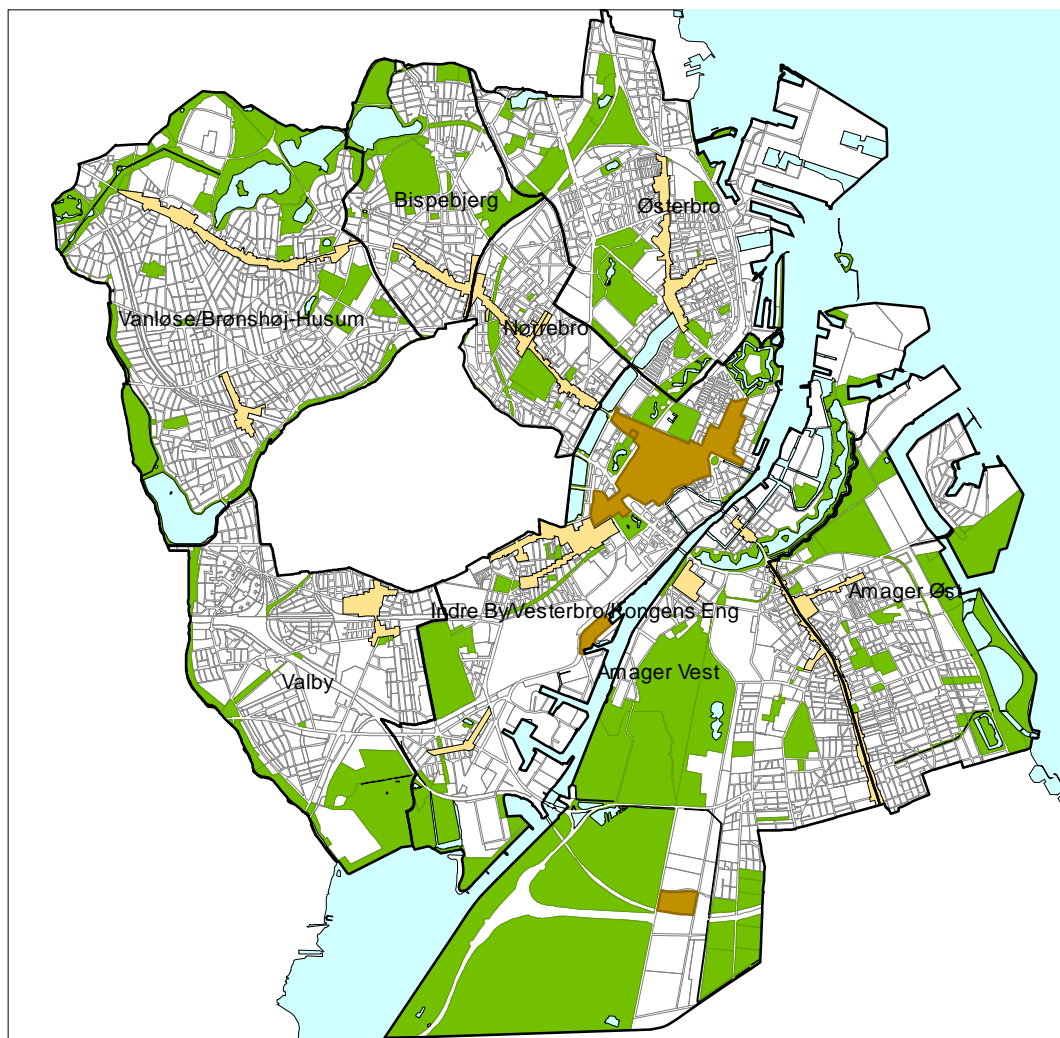 Bispebjerg
Østerbro
Vanløse/Brønshøj-Husum
Nørrebro
Amager Øst
Indre By/Vesterbro/Kongens Eng
Amager Vest
Valby